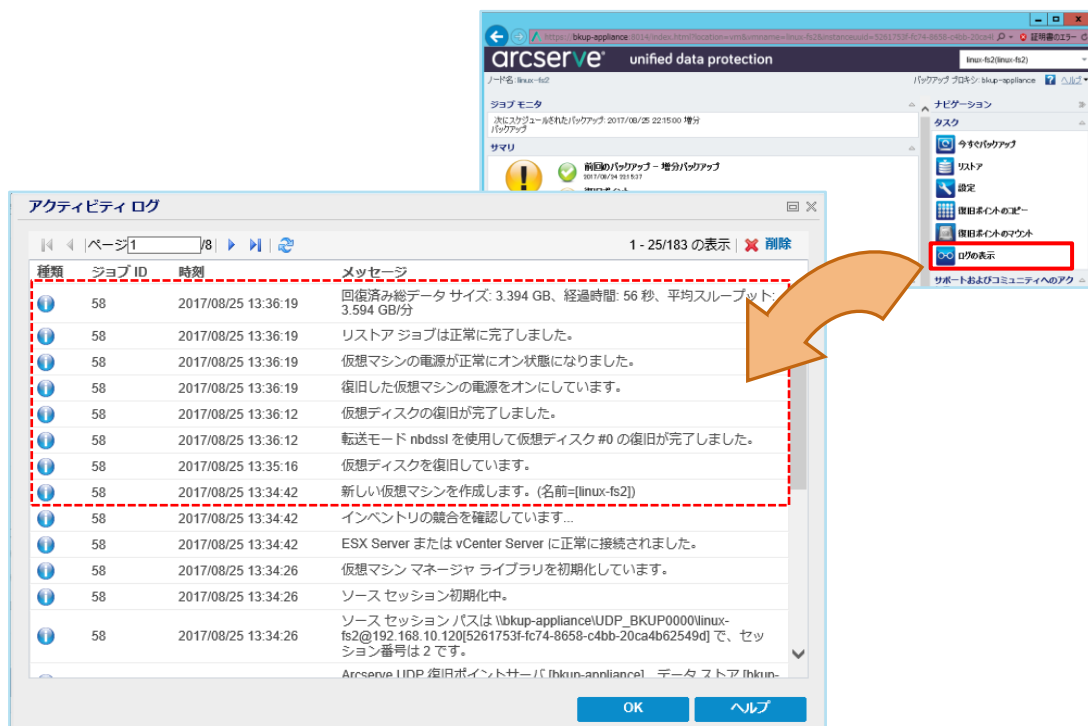 https://bkup-appliance:8014/index.html?location=vm&vmname=linux-fs2&instanceuuid=5261753f-fc74-8658-c4bb-20ca4 証明書のエラー
arcserve® unified data protection linux-fs2(linux-fs2)
ノード名: linux-fs2 バックアップ プロキシ: bkup-appliance ヘルプ
ジョブ モニタ
次にスケジュールされたバックアップ: 2017/08/25 22:15:00 増分
バックアップ
サマリ
前回のバックアップ - 増分バックアップ
ナビゲーション
タスク
今すぐバックアップ
リストア
設定
復旧ポイントのコピー
復旧ポイントのマウント
ログの表示
サポートおよびコミュニティへのアク
アクティビティ ログ
ページ 1 /8 1 - 25/183 の表示 削除
種類 ジョブ ID 時刻 メッセージ
58 2017/08/25 13:36:19 回復済み総データ サイズ: 3.394 GB、経過時間: 56 秒、平均スループット:
3.594 GB/分
58 2017/08/25 13:36:19 リストア ジョブは正常に完了しました。
58 2017/08/25 13:36:19 仮想マシンの電源が正常にオン状態になりました。
58 2017/08/25 13:36:19 復旧した仮想マシンの電源をオンにしています。
58 2017/08/25 13:36:12 仮想ディスクの復旧が完了しました。
58 2017/08/25 13:36:12 転送モード nbdssl を使用して仮想ディスク #0 の復旧が完了しました。
58 2017/08/25 13:35:16 仮想ディスクを復旧しています。
58 2017/08/25 13:34:42 新しい仮想マシンを作成します。(名前=[linux-fs2])
58 2017/08/25 13:34:42 インベントリの競合を確認しています...
58 2017/08/25 13:34:42 ESX Server または vCenter Server に正常に接続されました。
58 2017/08/25 13:34:26 仮想マシン マネージャ ライブラリを初期化しています。
58 2017/08/25 13:34:26 ソース セッション初期化中。
58 2017/08/25 13:34:26 ソース セッション パスは \\bkup-appliance\UDP_BKUP0000\linux-
fs2@192.168.10.120[5261753f-fc74-8658-c4bb-20ca4b62549d] で、セッ
ション番号は 2 です。
Arcserve UDP 復旧ポイントサーバ [bkup-appliance]、データ ストア [bkup-
OK ヘルプ